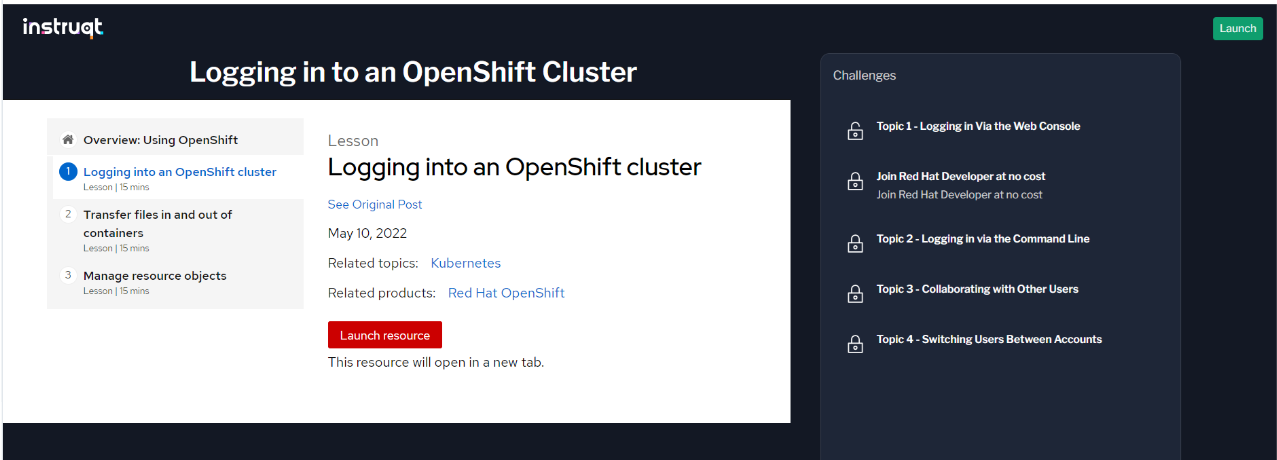 instruqt
Launch
Logging in to an OpenShift Cluster
Overview: Using OpenShift
1
Logging into an OpenShift cluster
Lesson | 15 mins
2
Transfer files in and out of
containers
Lesson | 15 mins
3
Manage resource objects
Lesson | 15 mins
Lesson
Logging into an OpenShift cluster
See Original Post
May 10, 2022
Related topics: Kubernetes
Related products: Red Hat OpenShift
Launch resource
This resource will open in a new tab.
Challenges
Topic 1 - Logging in Via the Web Console
Join Red Hat Developer at no cost
Join Red Hat Developer at no cost
Topic 2 - Logging in via the Command Line
Topic 3 - Collaborating with Other Users
Topic 4 - Switching Users Between Accounts